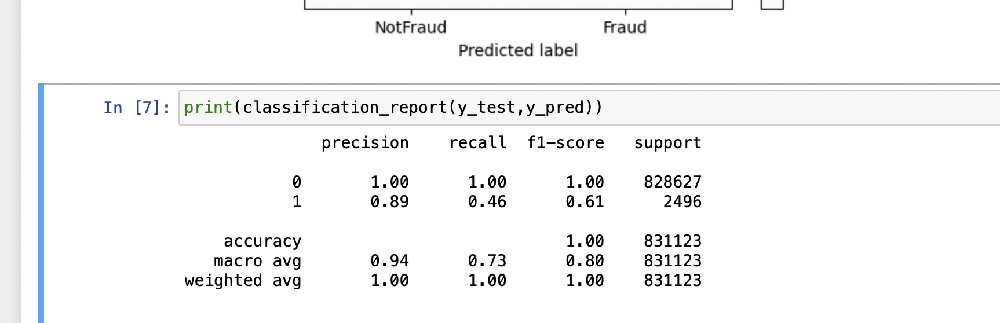 NotFraud Fraud
Predicted label
In [7]: print(classification_report(y_test,y_pred))
precision recall f1-score support
0 1.00 1.00 1.00 828627
1 0.89 0.46 0.61 2496
accuracy 1.00 831123
macro avg 0.94 0.73 0.80 831123
weighted avg 1.00 1.00 1.00 831123